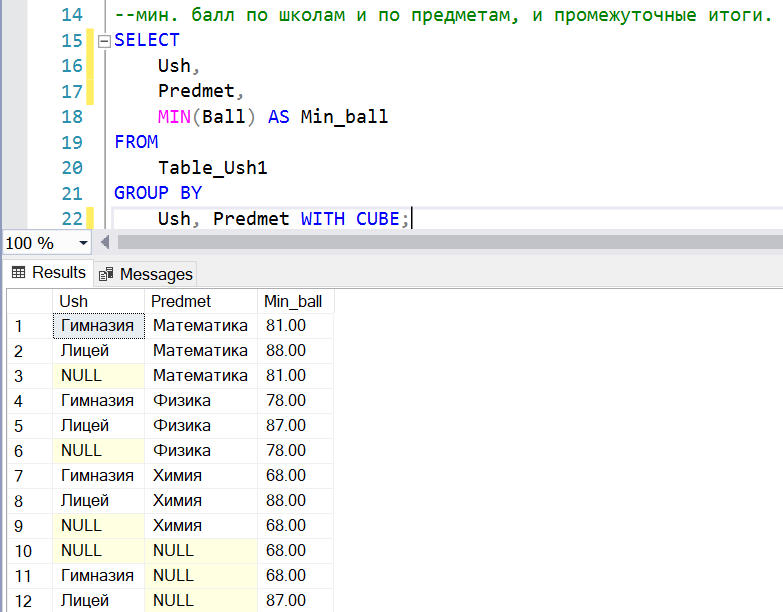 14 --мин. балл по школам и по предметам, и промежуточные итоги.
15 SELECT
16 Ush,
17 Predmet,
18 MIN(Ball) AS Min_ball
19 FROM
20 Table_Ush1
21 GROUP BY
22 Ush, Predmet WITH CUBE;
100 %
Results Messages
Ush Predmet Min_ball
1 Гимназия Математика 81.00
2 Лицей Математика 88.00
3 NULL Математика 81.00
4 Гимназия Физика 78.00
5 Лицей Физика 87.00
6 NULL Физика 78.00
7 Гимназия Химия 68.00
8 Лицей Химия 88.00
9 NULL Химия 68.00
10 NULL NULL 68.00
11 Гимназия NULL 68.00
12 Лицей NULL 87.00